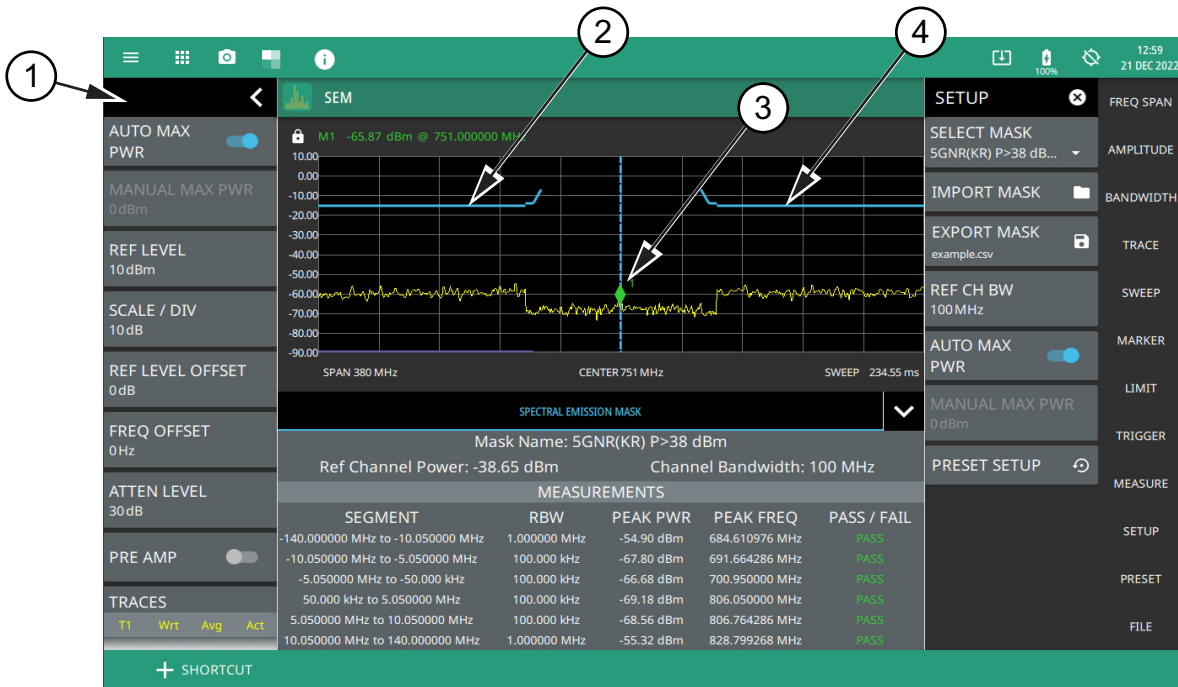 1
2
3
4
i
100%
12:59
21 DEC 2022
AUTO MAX
PWR
MANUAL MAX PWR
0 dBm
REF LEVEL
10 dBm
SCALE / DIV
10 dB
REF LEVEL OFFSET
0 dB
FREQ OFFSET
0 Hz
ATTEN LEVEL
30 dB
PRE AMP
TRACES
T1 Wrt Avg Act
SEM
M1 -65.87 dBm @ 751.000000 MHz
10.00
0.00
-10.00
-20.00
-30.00
-40.00
-50.00
-60.00
-70.00
-80.00
-90.00
1
SPAN 380 MHz CENTER 751 MHz SWEEP 234.55 ms
SPECTRAL EMISSION MASK
Mask Name: 5GNR(KR) P>38 dBm
Ref Channel Power: -38.65 dBm Channel Bandwidth: 100 MHz
MEASUREMENTS
SEGMENT RBW PEAK PWR PEAK FREQ PASS / FAIL
-140.000000 MHz to -10.050000 MHz 1.000000 MHz -54.90 dBm 684.610976 MHz PASS
-10.050000 MHz to -5.050000 MHz 100.000 kHz -67.80 dBm 691.664286 MHz PASS
-5.050000 MHz to -50.000 kHz 100.000 kHz -66.68 dBm 700.950000 MHz PASS
50.000 kHz to 5.050000 MHz 100.000 kHz -69.18 dBm 806.050000 MHz PASS
5.050000 MHz to 10.050000 MHz 100.000 kHz -68.56 dBm 806.764286 MHz PASS
10.050000 MHz to 140.000000 MHz 1.000000 MHz -55.32 dBm 828.799268 MHz PASS
SETUP
SELECT MASK
5GNR(KR) P>38 dB...
IMPORT MASK
EXPORT MASK
example.csv
REF CH BW
100 MHz
AUTO MAX
PWR
MANUAL MAX PWR
0 dBm
PRESET SETUP
FREQ SPAN
AMPLITUDE
BANDWIDTH
TRACE
SWEEP
MARKER
LIMIT
TRIGGER
MEASURE
SETUP
PRESET
FILE
SHORTCUT